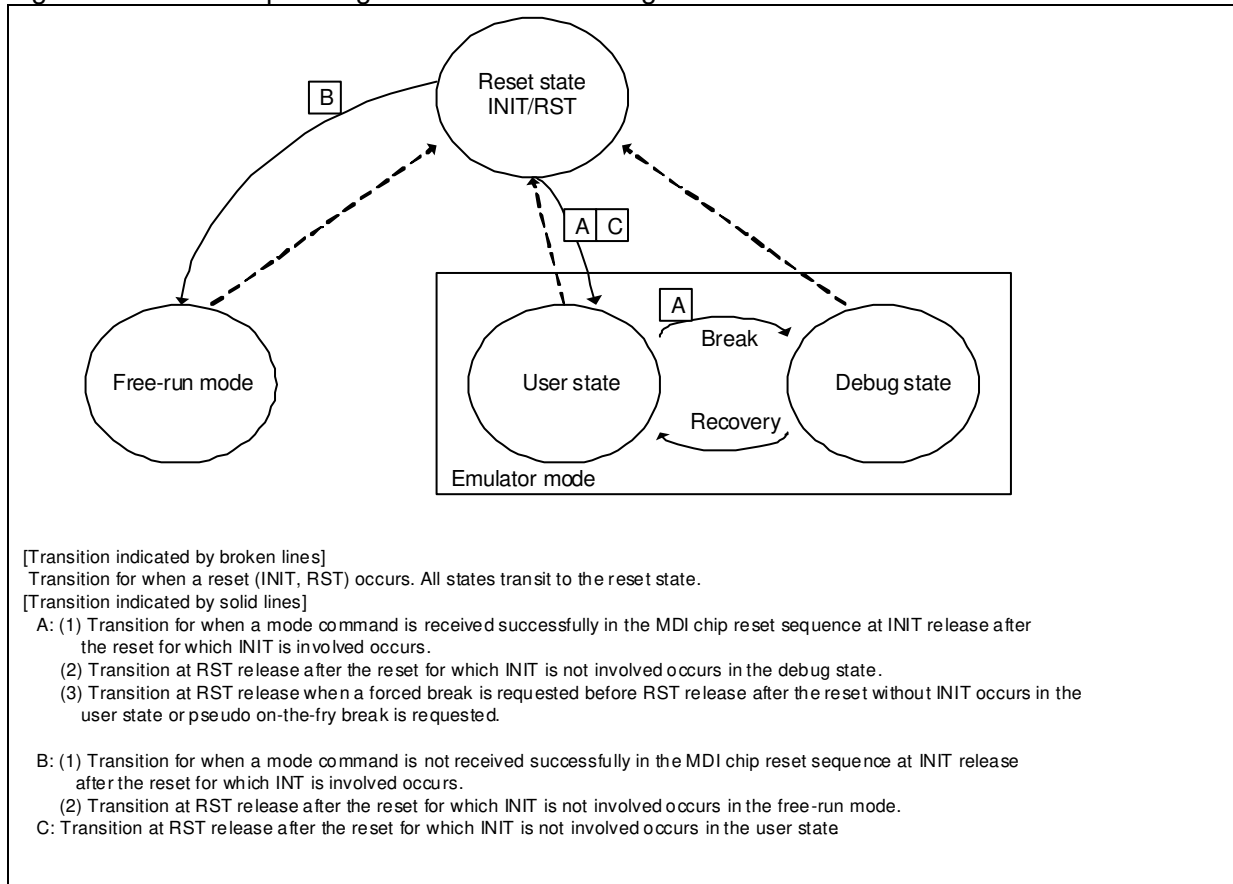 Reset state
INIT/RST
B
A C
A
Break
Free-run mode
User state
Debug state
Recovery
Emulator mode
[Transition indicated by broken lines]
Transition for when a reset (INIT, RST) occurs. All states transit to the reset state.
[Transition indicated by solid lines]
A: (1) Transition for when a mode command is received successfully in the MDI chip reset sequence at INIT release after
the reset for which INIT is involved occurs.
(2) Transition at RST release after the reset for which INIT is not involved occurs in the debug state.
(3) Transition at RST release when a forced break is requested before RST release after the reset without INIT occurs in the
user state or pseudo on-the-fry break is requested.
B: (1) Transition for when a mode command is not received successfully in the MDI chip reset sequence at INIT release
after the reset for which INT is involved occurs.
(2) Transition at RST release after the reset for which INIT is not involved occurs in the free-run mode.
C: Transition at RST release after the reset for which INIT is not involved occurs in the user state